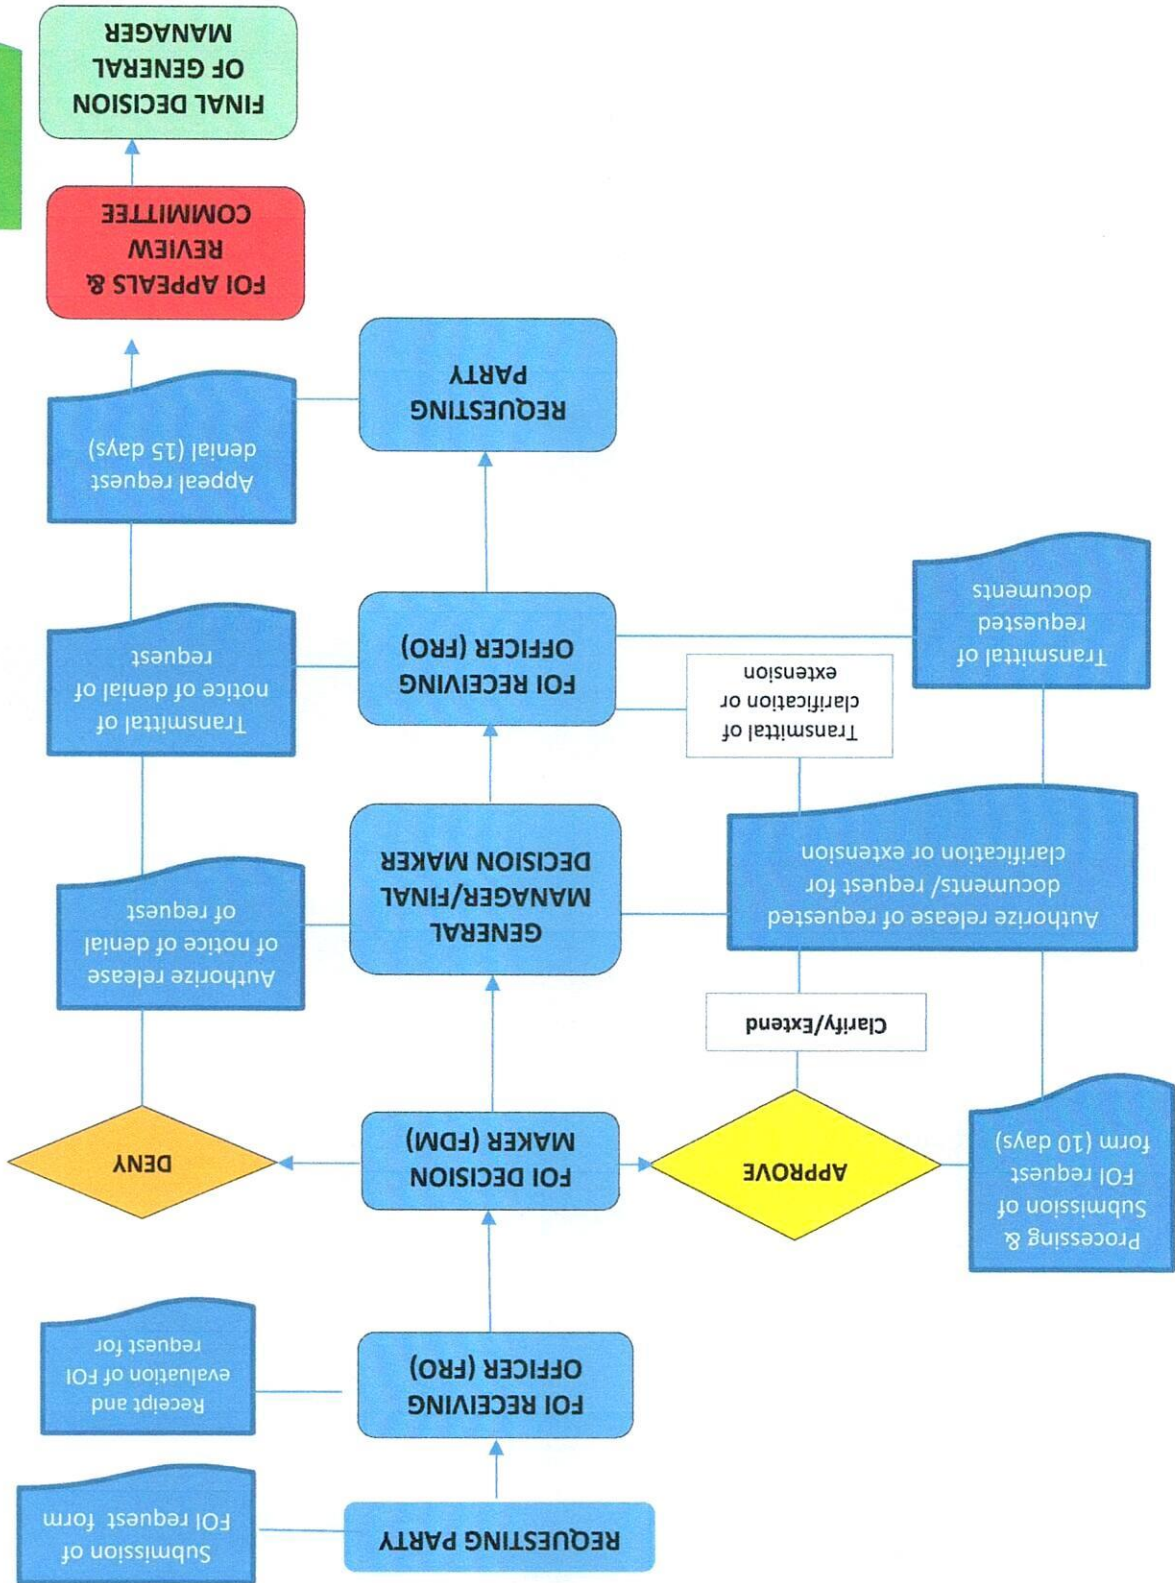 REQUESTING PARTY
Submission of
FOI request form
FOI RECEIVING
OFFICER (FRO)
Receipt and
evaluation of FOI
request for
Processing &
Submission of
FOI request
form (10 days)
APPROVE
FOI DECISION
MAKER (FDM)
DENY
Clarify/Extend
Authorize release of requested
documents/ request for
clarification or extension
GENERAL
MANAGER/FINAL
DECISION MAKER
Authorize release
of notice of denial
of request
Transmittal of
requested
documents
Transmittal of
clarification or
extension
FOI RECEIVING
OFFICER (FRO)
Transmittal of
notice of denial of
request
REQUESTING
PARTY
Appeal request
denial (15 days)
FOI APPEALS &
REVIEW
COMMITTEE
FINAL DECISION
OF GENERAL
MANAGER